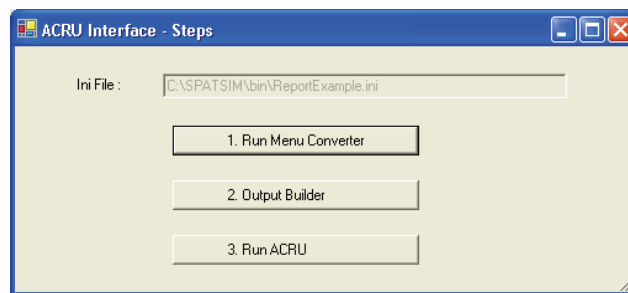 ACRU Interface - Steps
Ini File : C:\SPATSIM\bin\ReportExample.ini
1. Run Menu Converter
2. Output Builder
3. Run ACRU